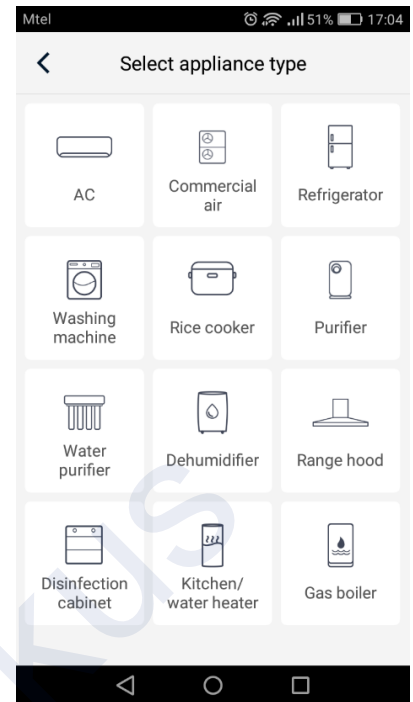 Mtel 51% 17:04
Select appliance type
AC
Commercial
air
Refrigerator
Washing
machine
Rice cooker
Purifier
Water
purifier
Dehumidifier
Range hood
Disinfection
cabinet
Kitchen/
water heater
Gas boiler
kus